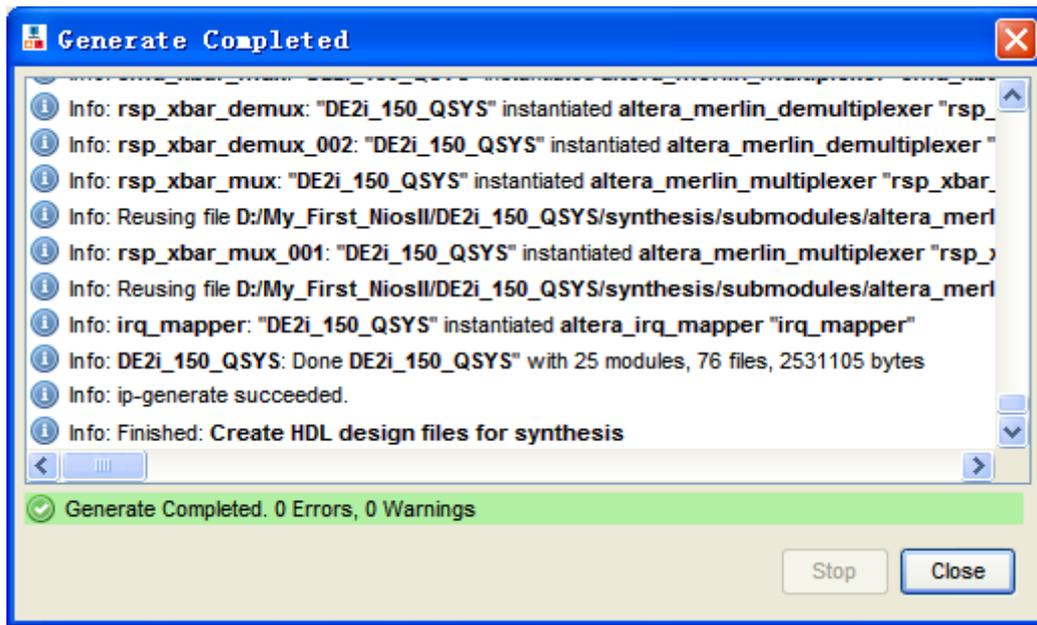 Generate Completed
Info: rsp_xbar_demux: "DE2i_150_QSYS" instantiated altera_merlin_demultiplexer "rsp_
Info: rsp_xbar_demux_002: "DE2i_150_QSYS" instantiated altera_merlin_demultiplexer "
Info: rsp_xbar_mux: "DE2i_150_QSYS" instantiated altera_merlin_multiplexer "rsp_xbar_
Info: Reusing file D:/My_First_NiosII/DE2i_150_QSYS/synthesis/submodules/altera_merl
Info: rsp_xbar_mux_001: "DE2i_150_QSYS" instantiated altera_merlin_multiplexer "rsp_x
Info: Reusing file D:/My_First_NiosII/DE2i_150_QSYS/synthesis/submodules/altera_merl
Info: irq_mapper: "DE2i_150_QSYS" instantiated altera_irq_mapper "irq_mapper"
Info: DE2i_150_QSYS: Done DE2i_150_QSYS" with 25 modules, 76 files, 2531105 bytes
Info: ip-generate succeeded.
Info: Finished: Create HDL design files for synthesis
Generate Completed. 0 Errors, 0 Warnings
Stop Close